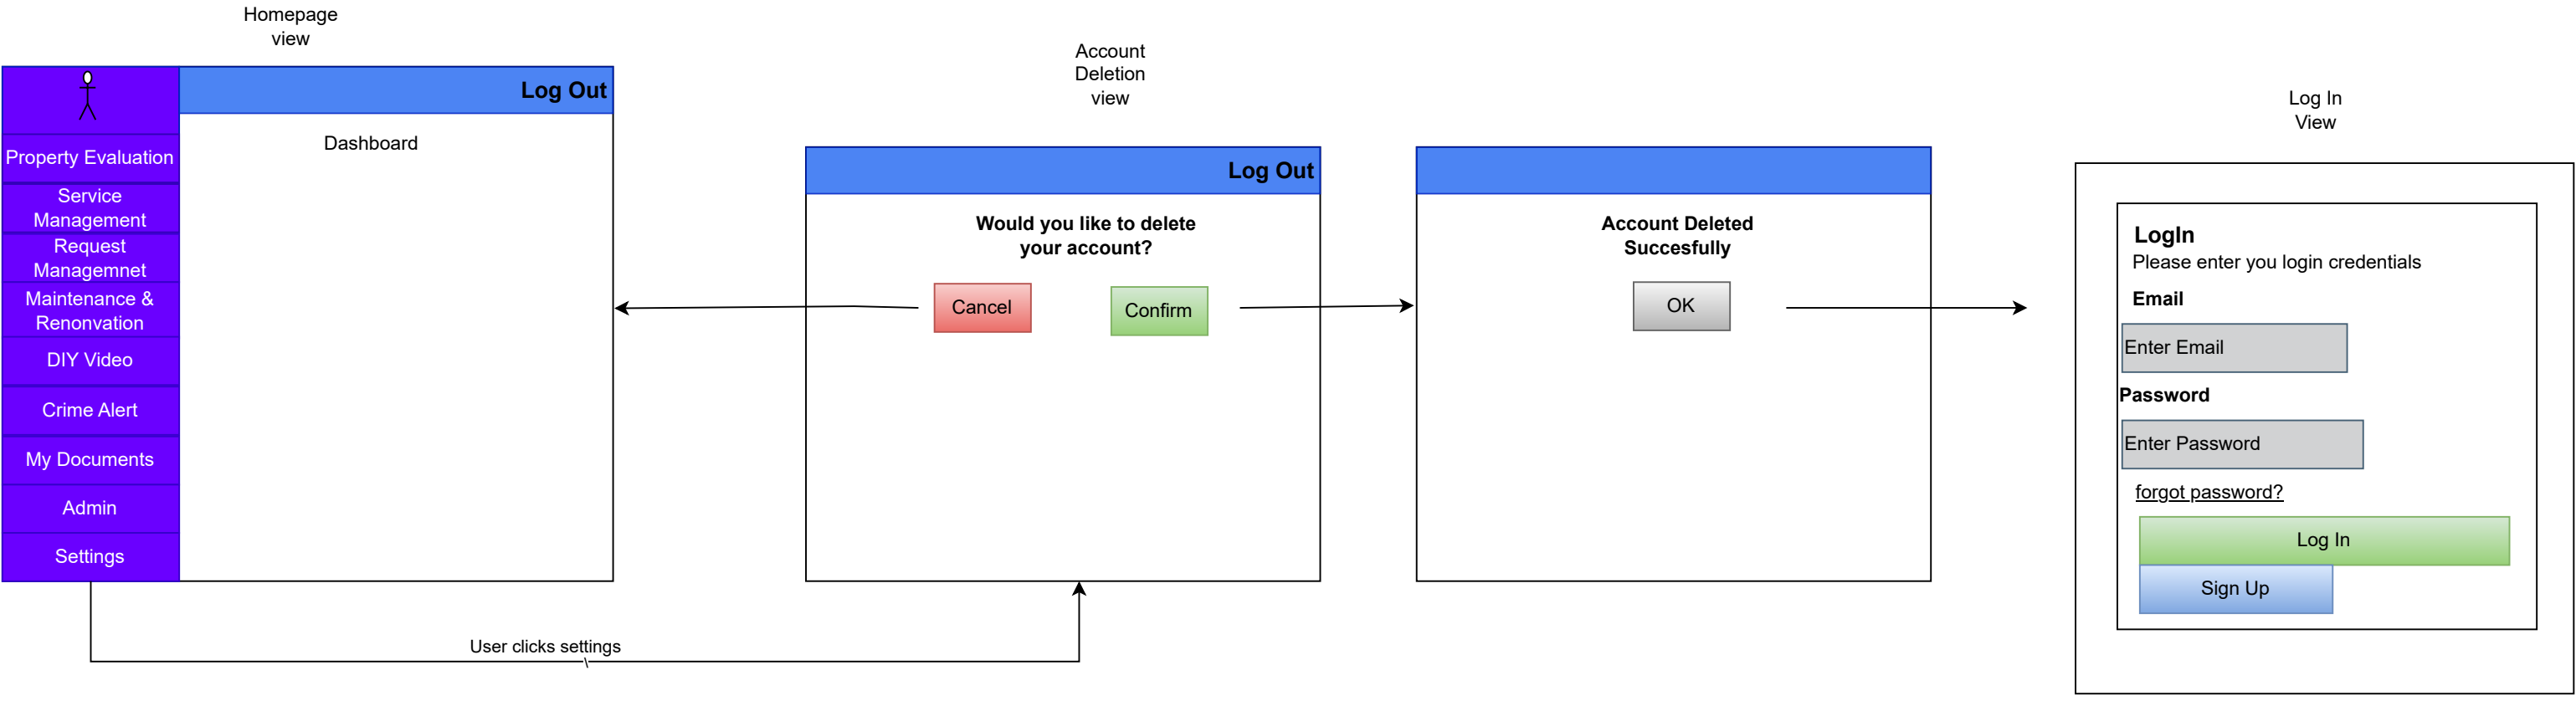 Homepage
view
Log Out
Dashboard
Property Evaluation
Service
Management
Request
Managemnet
Maintenance &
Renonvation
DIY Video
Crime Alert
My Documents
Admin
Settings
User clicks settings
Account
Deletion
view
Log Out
Would you like to delete
your account?
Cancel
Confirm
Account Deleted
Succesfully
OK
Log In
View
LogIn
Please enter you login credentials
Email
Enter Email
Password
Enter Password
forgot password?
Log In
Sign Up